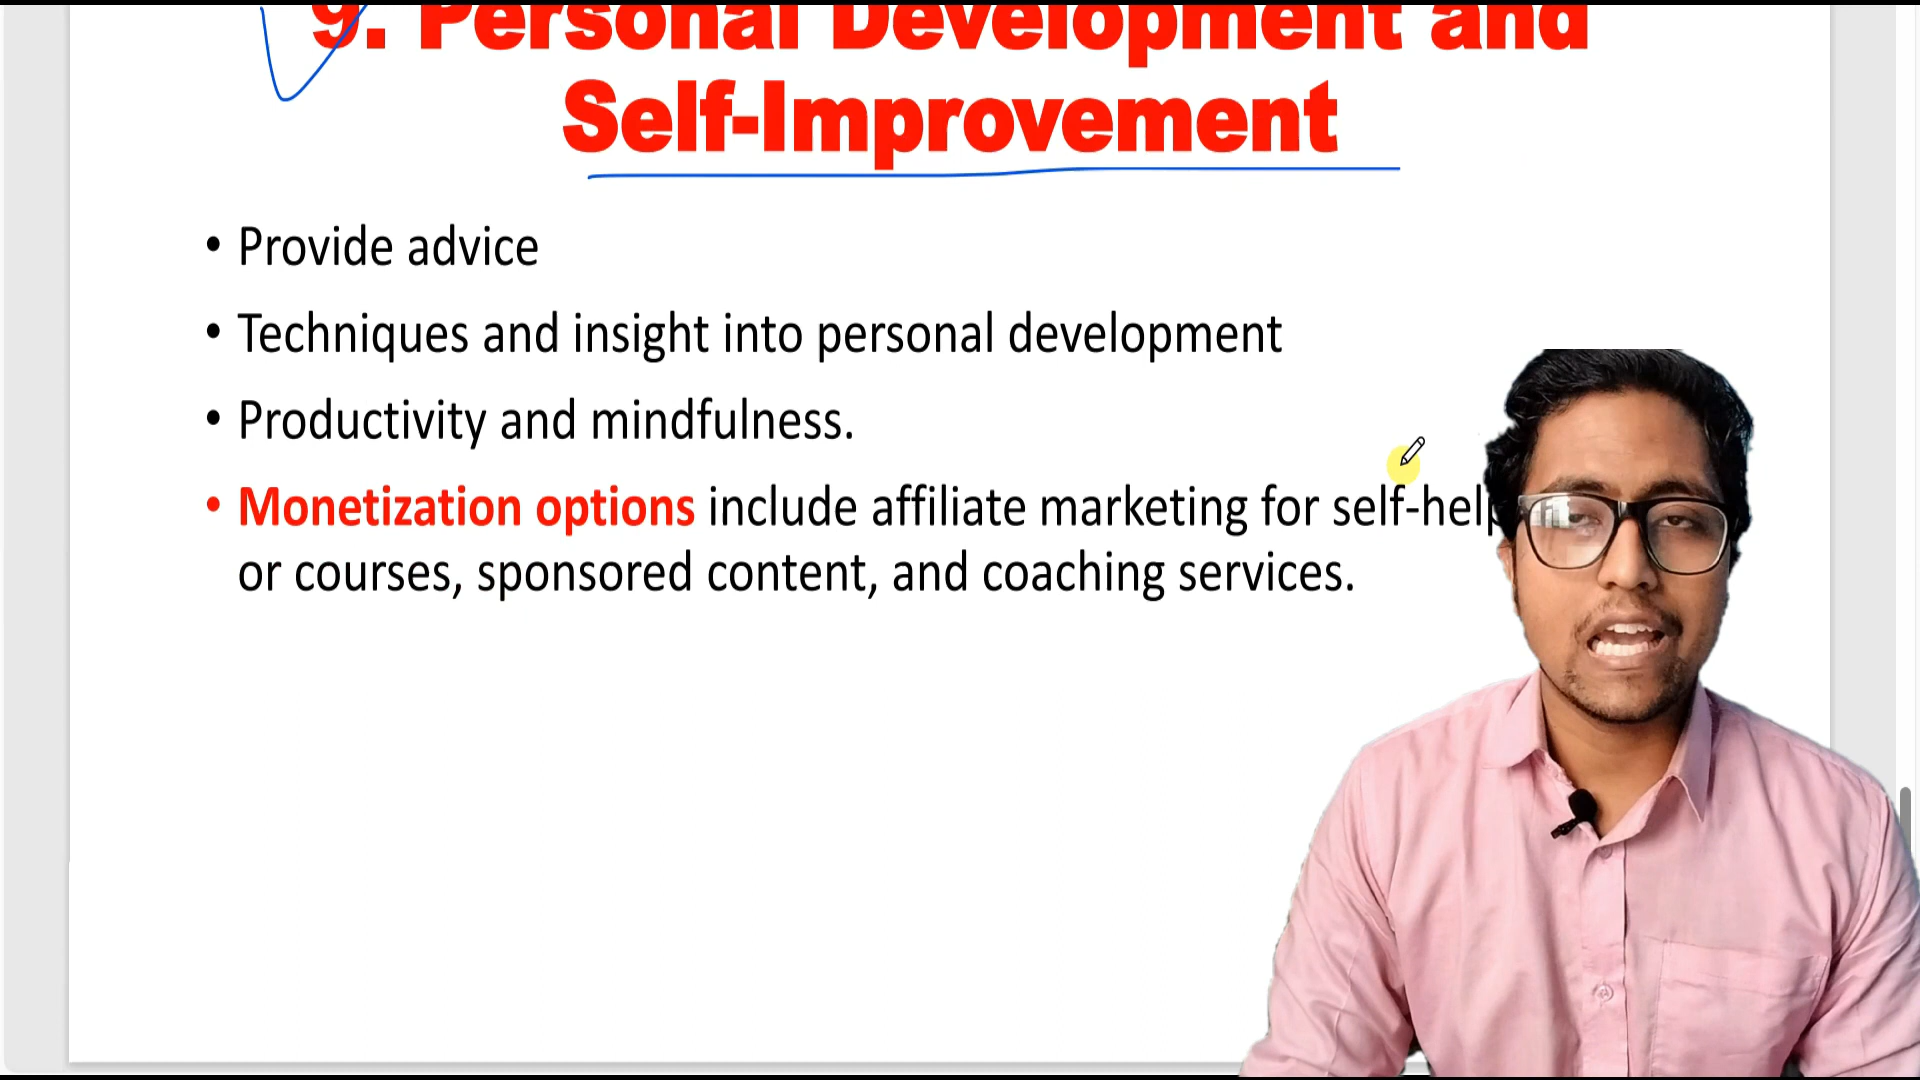 9. Personal Development and
Self-Improvement
• Provide advice
• Techniques and insight into personal development
• Productivity and mindfulness.
• Monetization options include affiliate marketing for self-help
or courses, sponsored content, and coaching services.